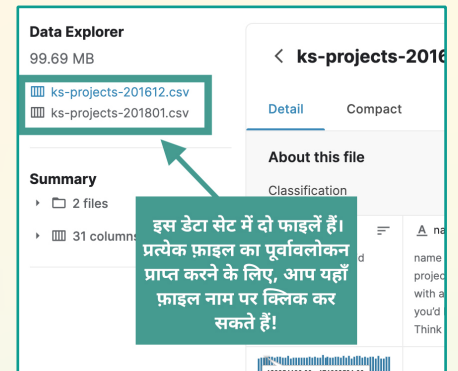 Data Explorer
99.69 MB
ks-projects-201612.csv
ks-projects-201801.csv
Summary
2 files
31 column
< ks-projects-2016
Detail Compact
About this file
Classification
इस डेटा सेट में दो फाइलें हैं।
प्रत्येक फ़ाइल का पूर्वावलोकन
प्राप्त करने के लिए, आप यहाँ
फ़ाइल नाम पर क्लिक कर
सकते हैं!
A na
name
projec
with a
you'd
Think